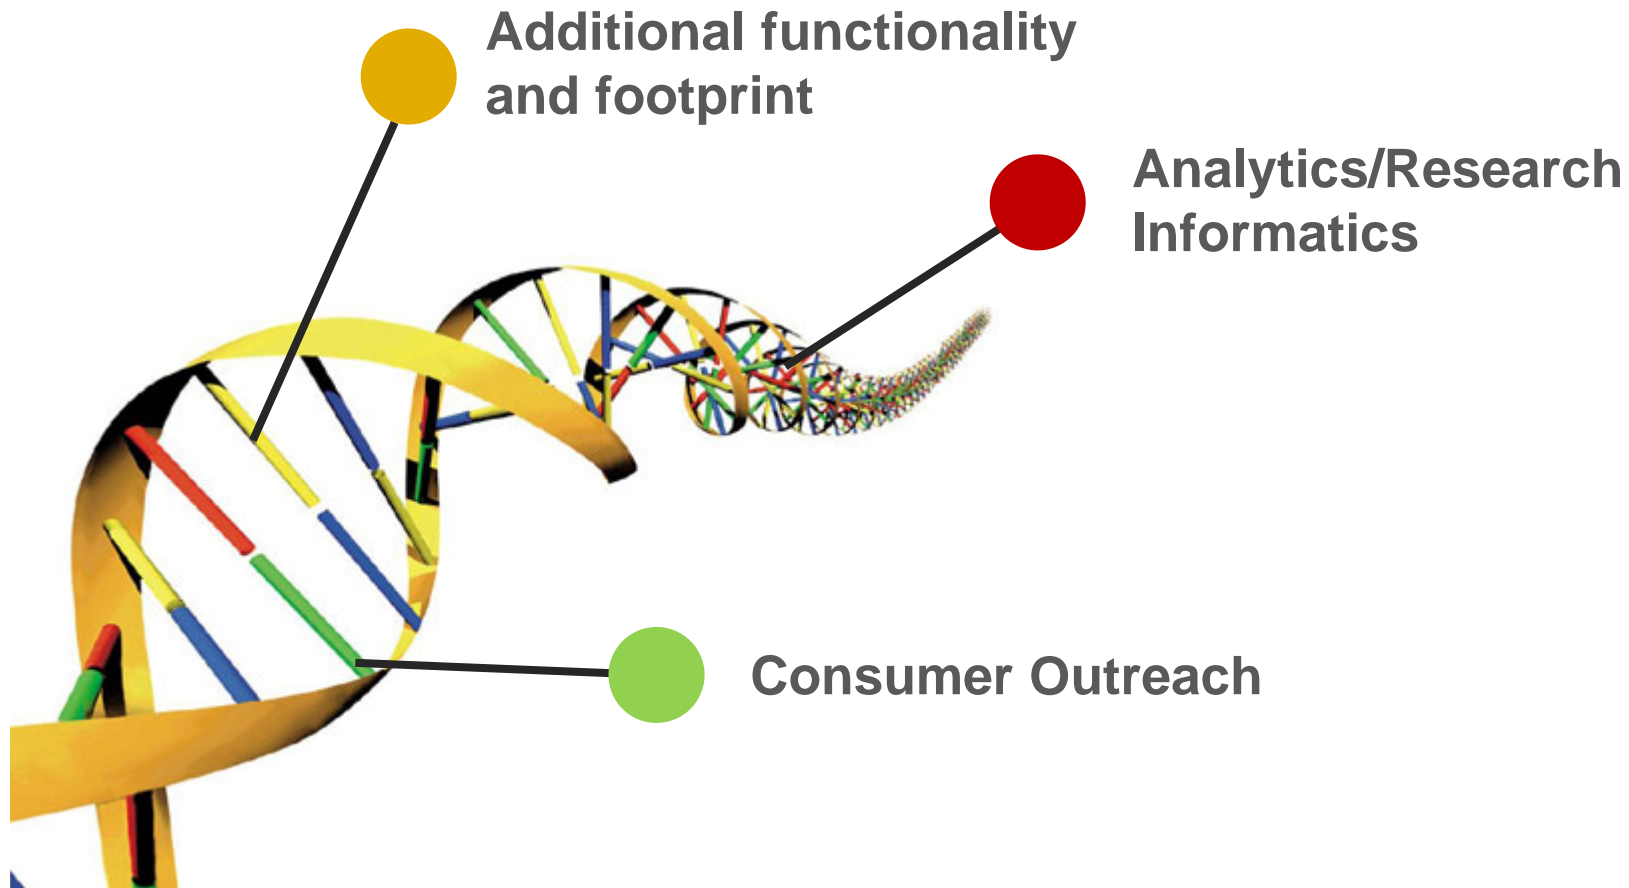 Additional functionality
and footprint
Analytics/Research
Informatics
Consumer Outreach